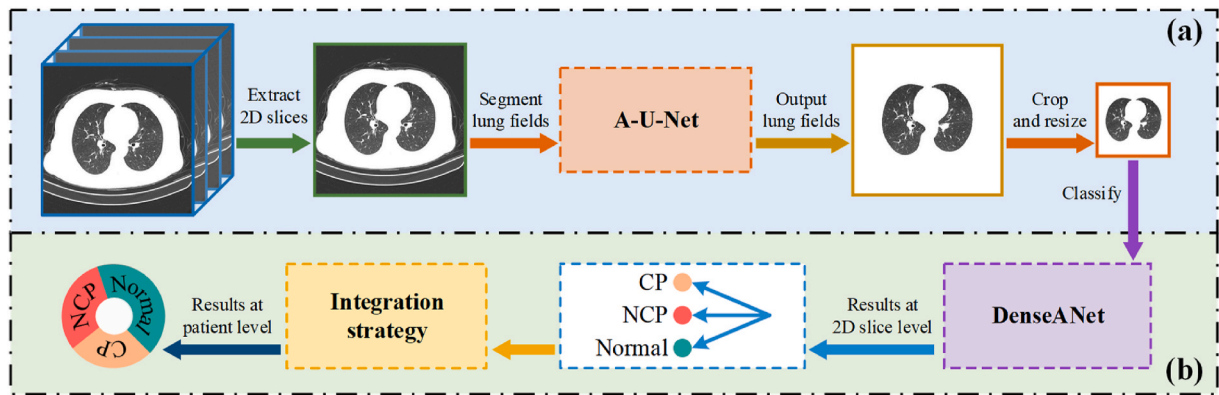 (a)
Extract
2D slices
Segment
lung fields
A-U-Net
Output
lung fields
Crop
and resize
Classify
DenseANet
Results at
2D slice level
CP
NCP
Normal
Integration
strategy
Results at
patient level
NCP
Normal
CP
(b)